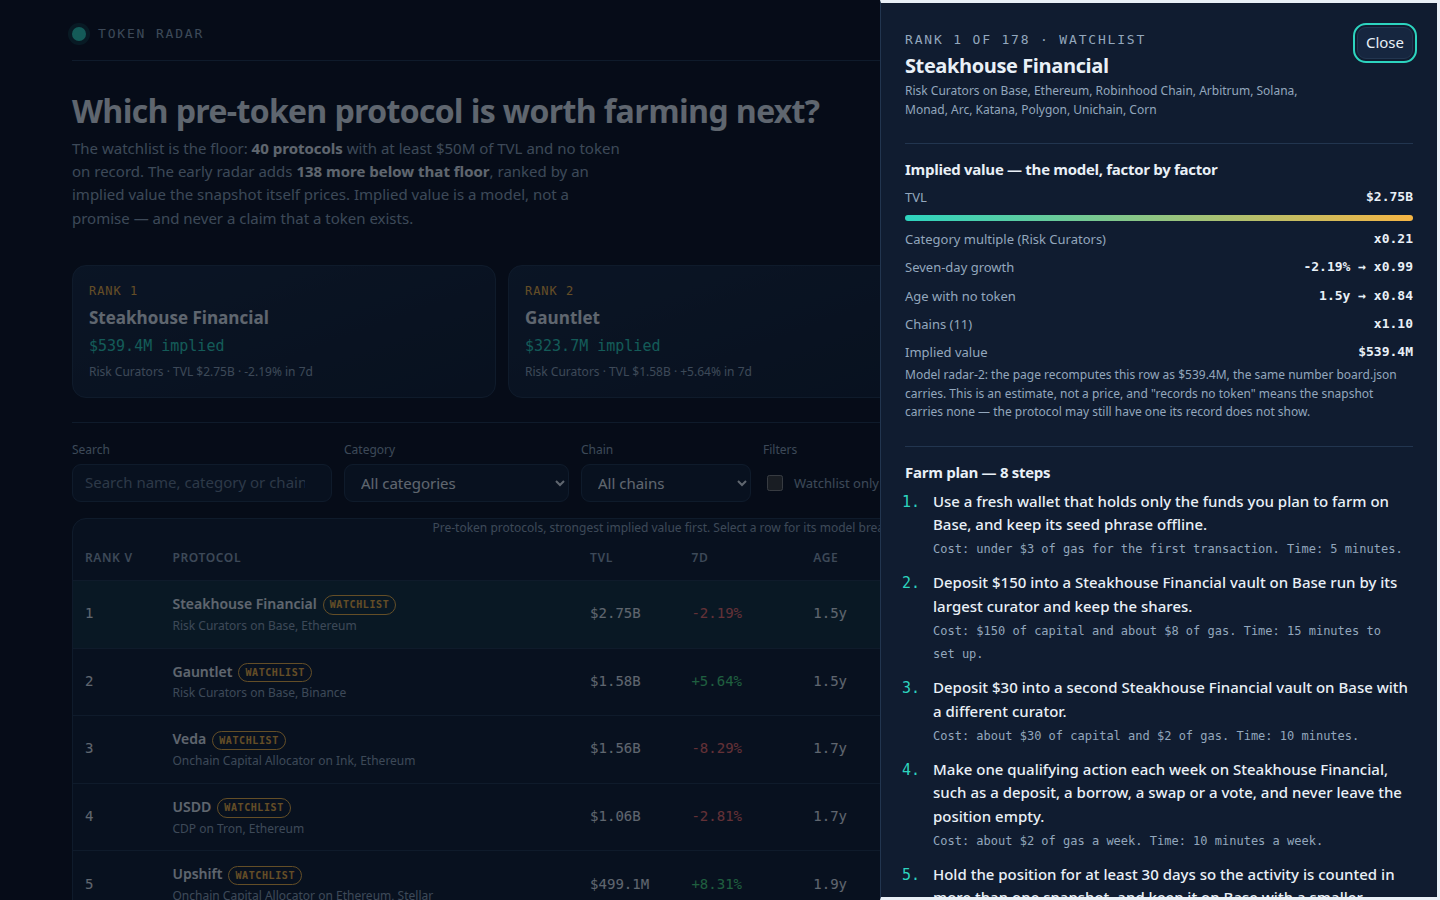 TOKEN RADAR
Which pre-token protocol is worth farming next?
The watchlist is the floor: 40 protocols with at least $50M of TVL and no token
on record. The early radar adds 138 more below that floor, ranked by an
implied value the snapshot itself prices. Implied value is a model, not a
promise — and never a claim that a token exists.
RANK 1
Steakhouse Financial
$539.4M implied
Risk Curators · TVL $2.75B · -2.19% in 7d
RANK 2
Gauntlet
$323.7M implied
Risk Curators · TVL $1.58B · +5.64% in 7d
Search
Category
Chain
Filters
Search name, category or chain
All categories
All chains
Watchlist only
Pre-token protocols, strongest implied value first. Select a row for its model brea
RANK V PROTOCOL TVL 7D AGE
1 Steakhouse Financial WATCHLIST $2.75B -2.19% 1.5y
Risk Curators on Base, Ethereum
2 Gauntlet WATCHLIST $1.58B +5.64% 1.5y
Risk Curators on Base, Binance
3 Veda WATCHLIST $1.56B -8.29% 1.7y
Onchain Capital Allocator on Ink, Ethereum
4 USDD WATCHLIST $1.06B -2.81% 1.7y
CDP on Tron, Ethereum
5 Upshift WATCHLIST $499.1M +8.31% 1.9y
Onchain Capital Allocator on Ethereum, Stellar
RANK 1 OF 178 · WATCHLIST
Close
Steakhouse Financial
Risk Curators on Base, Ethereum, Robinhood Chain, Arbitrum, Solana,
Monad, Arc, Katana, Polygon, Unichain, Corn
Implied value — the model, factor by factor
TVL $2.75B
Category multiple (Risk Curators) x0.21
Seven-day growth -2.19% → x0.99
Age with no token 1.5y → x0.84
Chains (11) x1.10
Implied value $539.4M
Model radar-2: the page recomputes this row as $539.4M, the same number board.json
carries. This is an estimate, not a price, and "records no token" means the snapshot
carries none — the protocol may still have one its record does not show.
Farm plan — 8 steps
1. Use a fresh wallet that holds only the funds you plan to farm on
Base, and keep its seed phrase offline.
Cost: under $3 of gas for the first transaction. Time: 5 minutes.
2. Deposit $150 into a Steakhouse Financial vault on Base run by its
largest curator and keep the shares.
Cost: $150 of capital and about $8 of gas. Time: 15 minutes to
set up.
3. Deposit $30 into a second Steakhouse Financial vault on Base with
a different curator.
Cost: about $30 of capital and $2 of gas. Time: 10 minutes.
4. Make one qualifying action each week on Steakhouse Financial,
such as a deposit, a borrow, a swap or a vote, and never leave the
position empty.
Cost: about $2 of gas a week. Time: 10 minutes a week.
5. Hold the position for at least 30 days so the activity is counted in
more than one snapshot, and keep it on Base with a smaller